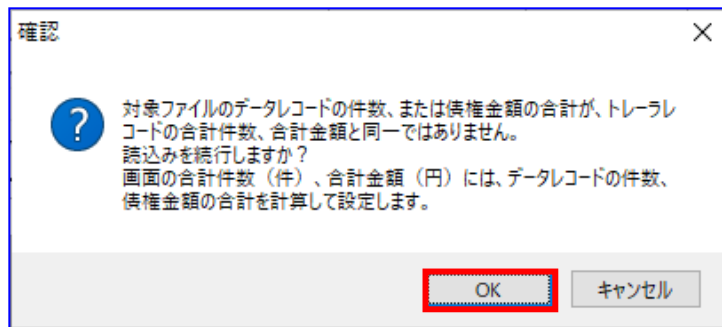 確認
対象ファイルのデータレコードの件数、または債権金額の合計が、トレーラレ
コードの合計件数、合計金額と同一ではありません。
読込みを続行しますか？
画面の合計件数（件）、合計金額（円）には、データレコードの件数、
債権金額の合計を計算して設定します。
OK
キャンセル